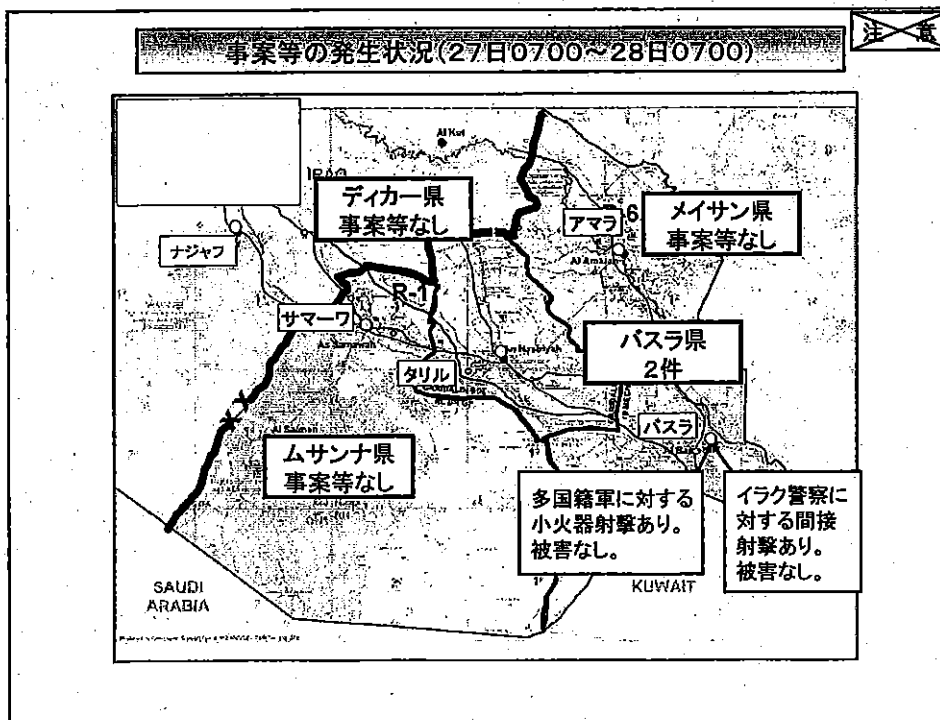 注意
事案等の発生状況(27日0700～28日0700)
Al Kut
ディカー県
事案等なし
アマラ
メイサン県
事案等なし
ナジャフ
R-1
サマーワ
As Samawah
An Nasiriyah
バスラ県
2件
タリル
バスラ
ムサンナ県
事案等なし
多国籍軍に対する
小火器射撃あり。
被害なし。
イラク警察に
対する間接
射撃あり。
被害なし。
SAUDI
ARABIA
KUWAIT